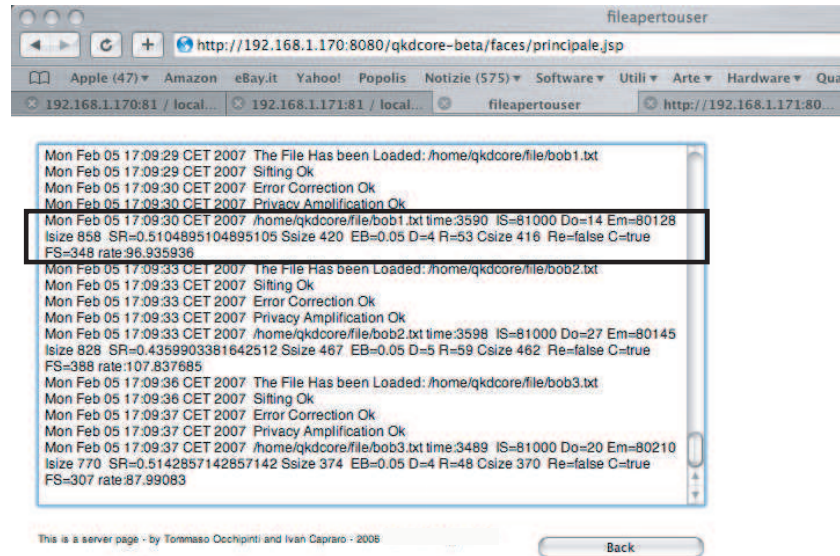 fileapertouser
http://192.168.1.170:8080/qkdcore-beta/faces/principale.jsp
Apple (47) Amazon eBay.it Yahoo! Popolis Notizie (575) Software Utili Arte Hardware Qua
192.168.1.170:81 / local... 192.168.1.171:81 / local... fileapertouser http://192.168.1.171:80...
Mon Feb 05 17:09:29 CET 2007 The File Has been Loaded: /home/qkdcore/file/bob1.txt
Mon Feb 05 17:09:29 CET 2007 Sifting Ok
Mon Feb 05 17:09:30 CET 2007 Error Correction Ok
Mon Feb 05 17:09:30 CET 2007 Privacy Amplification Ok
Mon Feb 05 17:09:30 CET 2007 /home/qkdcore/file/bob1.txt time:3590 IS=81000 Do=14 Em=80128
Isize 858 SR=0.5104895104895105 Ssize 420 EB=0.05 D=4 R=53 Csize 416 Re=false C=true
FS=348 rate:96.935936
Mon Feb 05 17:09:33 CET 2007 The File Has been Loaded: /home/qkdcore/file/bob2.txt
Mon Feb 05 17:09:33 CET 2007 Sifting Ok
Mon Feb 05 17:09:33 CET 2007 Error Correction Ok
Mon Feb 05 17:09:33 CET 2007 Privacy Amplification Ok
Mon Feb 05 17:09:33 CET 2007 /home/qkdcore/file/bob2.txt time:3598 IS=81000 Do=27 Em=80145
Isize 828 SR=0.4359903381642512 Ssize 467 EB=0.05 D=5 R=59 Csize 462 Re=false C=true
FS=388 rate:107.837685
Mon Feb 05 17:09:36 CET 2007 The File Has been Loaded: /home/qkdcore/file/bob3.txt
Mon Feb 05 17:09:36 CET 2007 Sifting Ok
Mon Feb 05 17:09:37 CET 2007 Error Correction Ok
Mon Feb 05 17:09:37 CET 2007 Privacy Amplification Ok
Mon Feb 05 17:09:37 CET 2007 /home/qkdcore/file/bob3.txt time:3489 IS=81000 Do=20 Em=80210
Isize 770 SR=0.5142857142857142 Ssize 374 EB=0.05 D=4 R=48 Csize 370 Re=false C=true
FS=307 rate:87.99083
This is a server page - by Tommaso Occhipinti and Ivan Capraro - 2006
Back